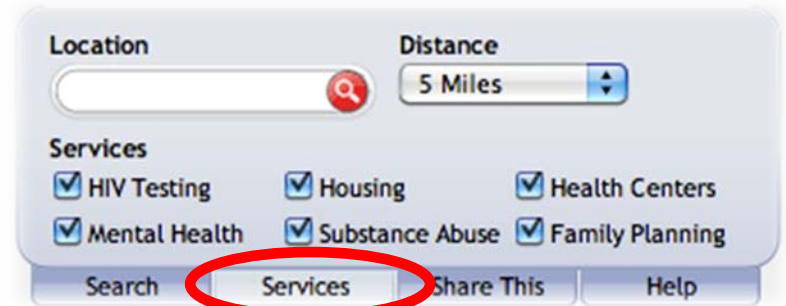 Location Distance
5 Miles
Services
HIV Testing Housing Health Centers
Mental Health Substance Abuse Family Planning
Search Services Share This Help